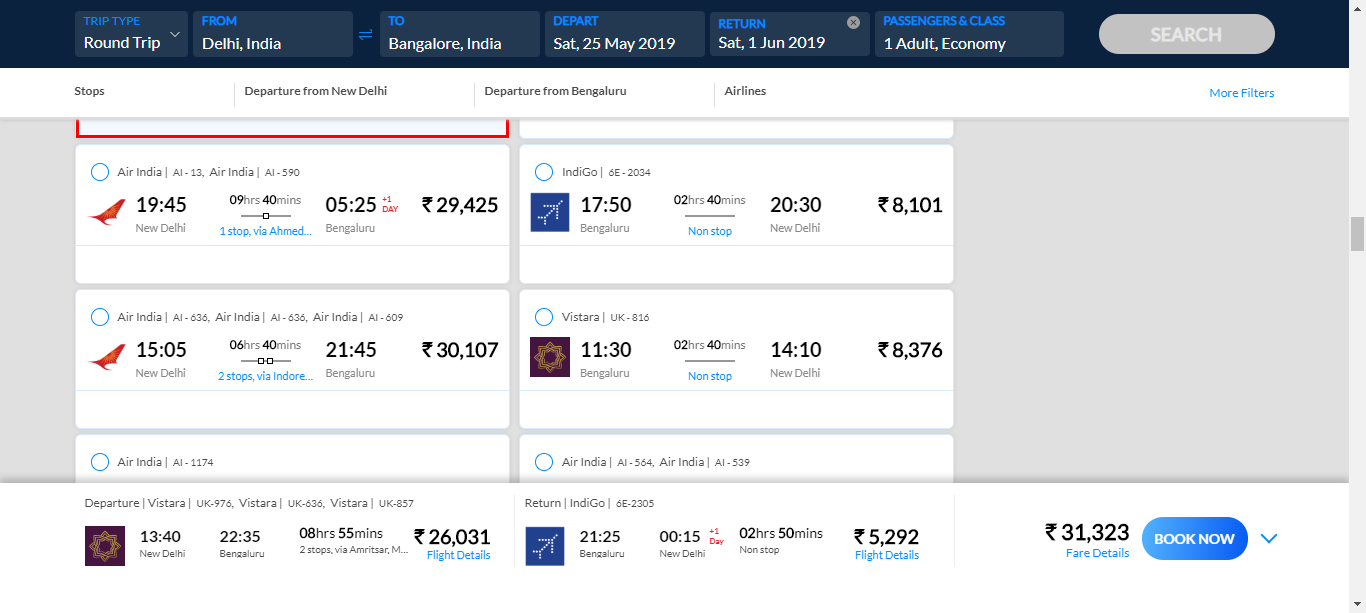 TRIP TYPE FROM TO DEPART RETURN PASSENGERS & CLASS
Round Trip Delhi, India Bangalore, India Sat, 25 May 2019 Sat, 1 Jun 2019 1 Adult, Economy SEARCH
Stops Departure from New Delhi Departure from Bengaluru Airlines More Filters
Air India | AI - 13, Air India | AI - 590
19:45 09hrs 40mins 05:25 +1 DAY ₹ 29,425
New Delhi 1 stop, via Ahmed... Bengaluru
IndiGo | 6E - 2034
17:50 02hrs 40mins 20:30 ₹ 8,101
Bengaluru Non stop New Delhi
Air India | AI - 636, Air India | AI - 636, Air India | AI - 609
15:05 06hrs 40mins 21:45 ₹ 30,107
New Delhi 2 stops, via Indore... Bengaluru
Vistara | UK - 816
11:30 02hrs 40mins 14:10 ₹ 8,376
Bengaluru Non stop New Delhi
Air India | AI - 1174
Air India | AI - 564, Air India | AI - 539
Departure | Vistara | UK-976, Vistara | UK-636, Vistara | UK-857
13:40 22:35 08hrs 55mins ₹ 26,031
New Delhi Bengaluru 2 stops, via Amritsar, M... Flight Details
Return | IndiGo | 6E-2305
21:25 00:15 +1 Day 02hrs 50mins ₹ 5,292
Bengaluru New Delhi Non stop Flight Details
₹ 31,323 BOOK NOW
Fare Details